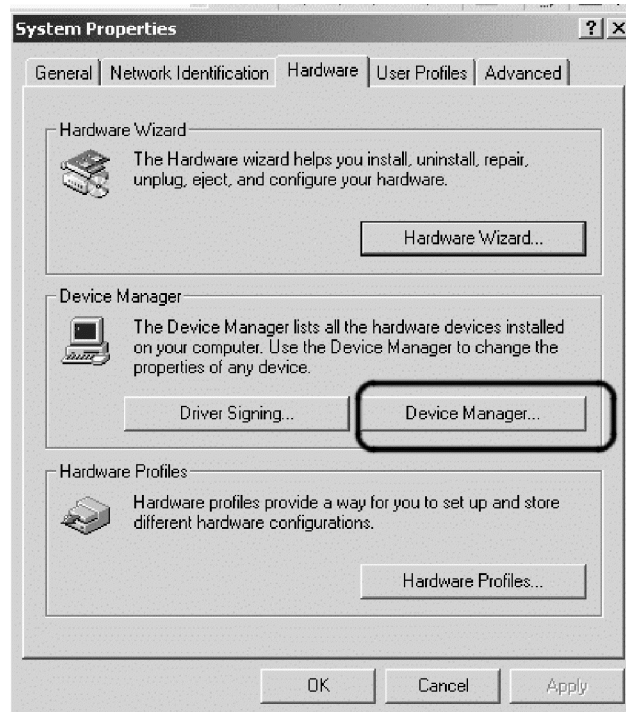 System Properties
General Network Identification Hardware User Profiles Advanced
Hardware Wizard
The Hardware wizard helps you install, uninstall, repair,
unplug, eject, and configure your hardware.
Hardware Wizard...
Device Manager
The Device Manager lists all the hardware devices installed
on your computer. Use the Device Manager to change the
properties of any device.
Driver Signing... Device Manager...
Hardware Profiles
Hardware profiles provide a way for you to set up and store
different hardware configurations.
Hardware Profiles...
OK Cancel Apply